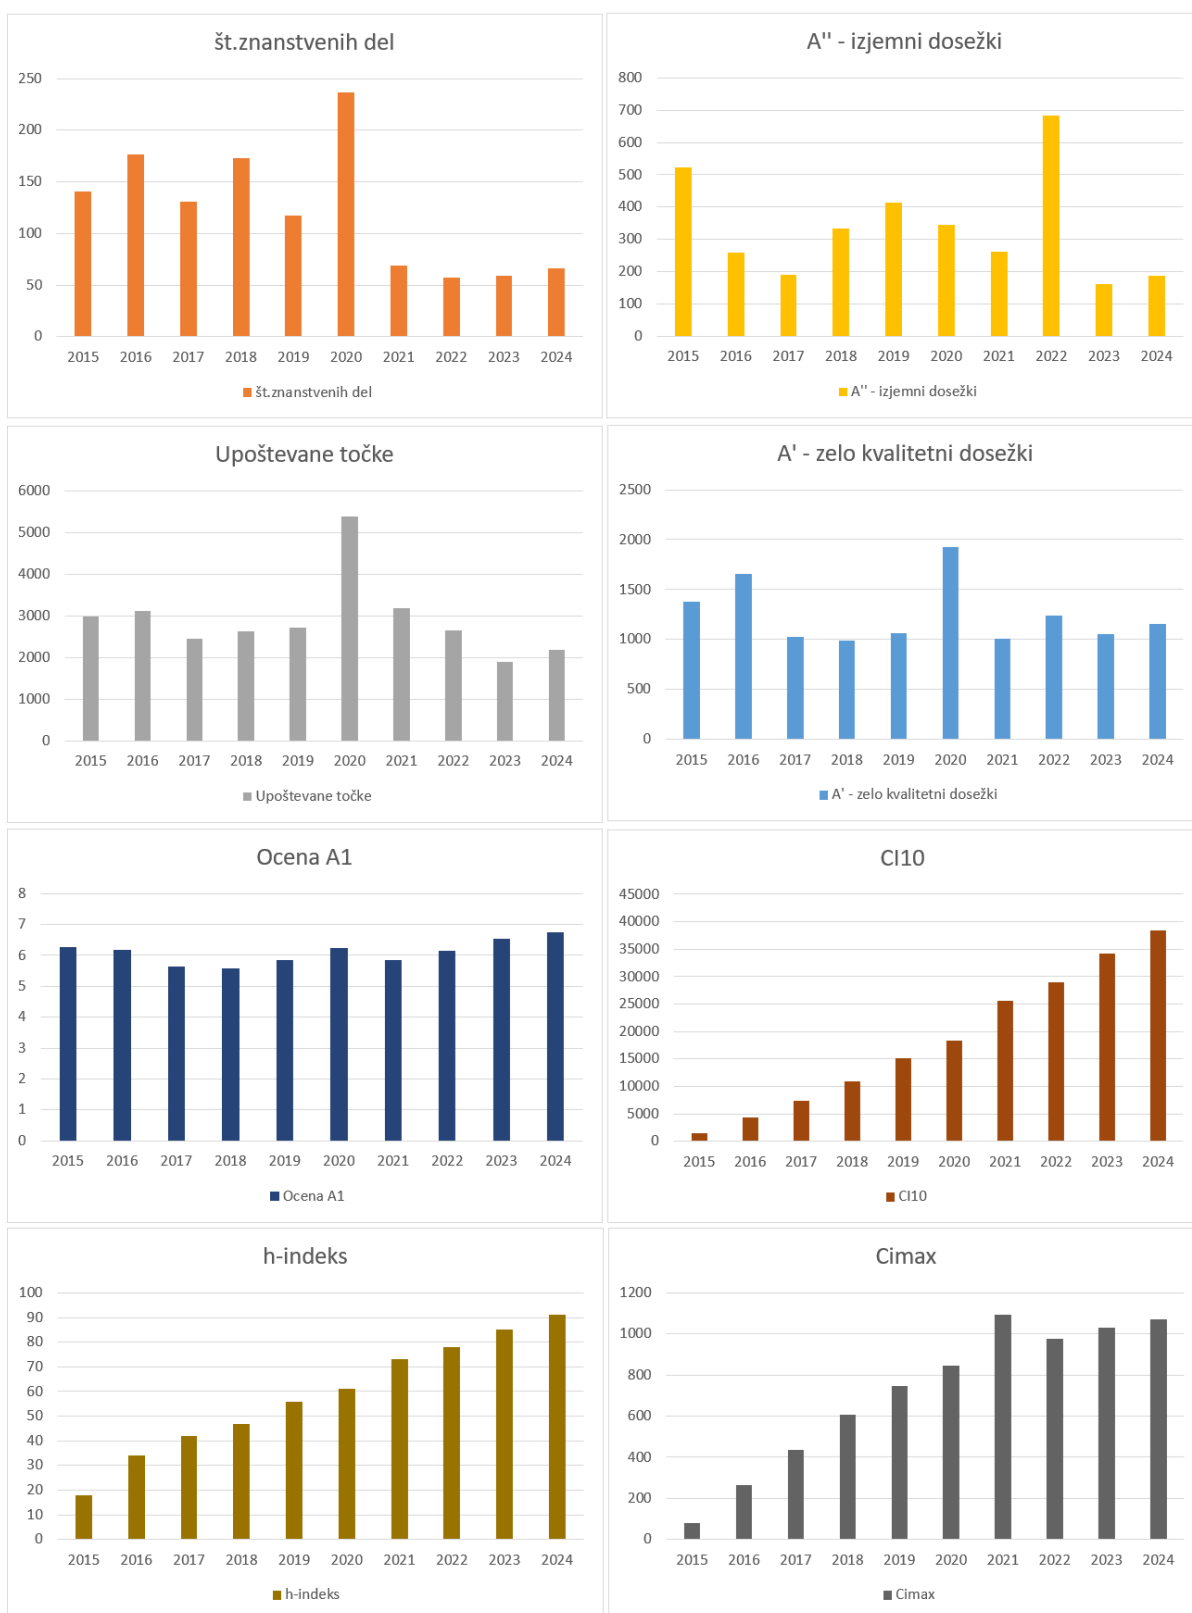 št.znanstvenih del
250
200
150
100
50
0
2015 2016 2017 2018 2019 2020 2021 2022 2023 2024
št.znanstvenih del
A'' - izjemni dosežki
800
700
600
500
400
300
200
100
0
2015 2016 2017 2018 2019 2020 2021 2022 2023 2024
A'' - izjemni dosežki
Upoštevane točke
6000
5000
4000
3000
2000
1000
0
2015 2016 2017 2018 2019 2020 2021 2022 2023 2024
Upoštevane točke
A' - zelo kvalitetni dosežki
2500
2000
1500
1000
500
0
2015 2016 2017 2018 2019 2020 2021 2022 2023 2024
A' - zelo kvalitetni dosežki
Ocena A1
8
7
6
5
4
3
2
1
0
2015 2016 2017 2018 2019 2020 2021 2022 2023 2024
Ocena A1
CI10
45000
40000
35000
30000
25000
20000
15000
10000
5000
0
2015 2016 2017 2018 2019 2020 2021 2022 2023 2024
CI10
h-indeks
100
90
80
70
60
50
40
30
20
10
0
2015 2016 2017 2018 2019 2020 2021 2022 2023 2024
h-indeks
Cimax
1200
1000
800
600
400
200
0
2015 2016 2017 2018 2019 2020 2021 2022 2023 2024
Cimax